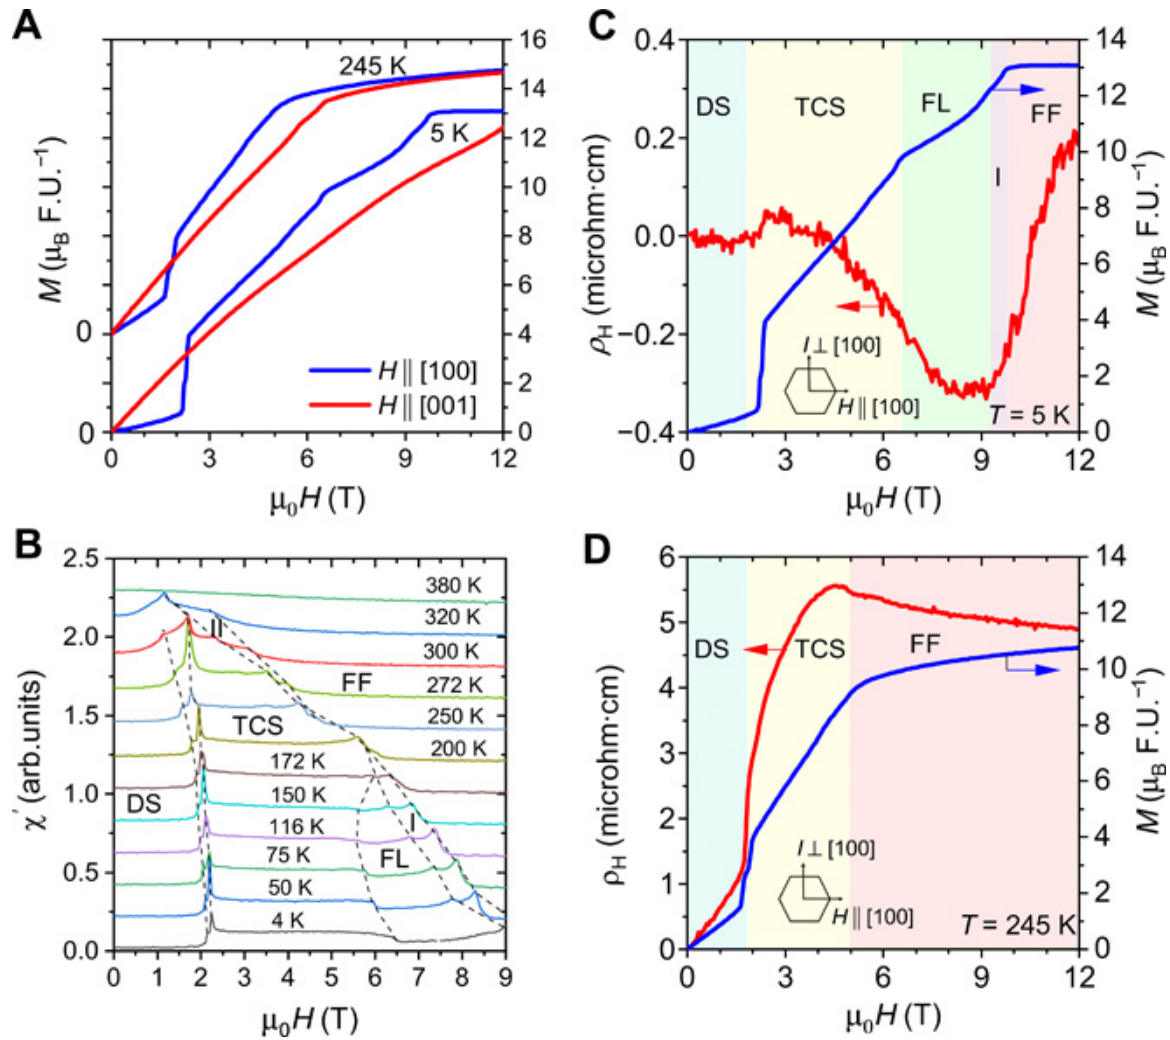 A
16
14
12
10
8
6
4
2
0
0
0
M (μB F.U.⁻¹)
245 K
5 K
H || [100]
H || [001]
0 3 6 9 12
μ0H (T)
C
0.4
0.2
0.0
−0.2
−0.4
ρH (microhm·cm)
14
12
10
8
6
4
2
0
M (μB F.U.⁻¹)
DS TCS FL FF
I
I ⊥ [100]
H || [100]
T = 5 K
0 3 6 9 12
μ0H (T)
B
2.5
2.0
1.5
1.0
0.5
0.0
χ′ (arb.units)
380 K
320 K
II
300 K
FF
272 K
250 K
TCS
200 K
172 K
DS
150 K
I
116 K
FL
75 K
50 K
4 K
0 1 2 3 4 5 6 7 8 9
μ0H (T)
D
6
5
4
3
2
1
0
ρH (microhm·cm)
14
12
10
8
6
4
2
0
M (μB F.U.⁻¹)
DS TCS FF
I ⊥ [100]
H || [100]
T = 245 K
0 3 6 9 12
μ0H (T)